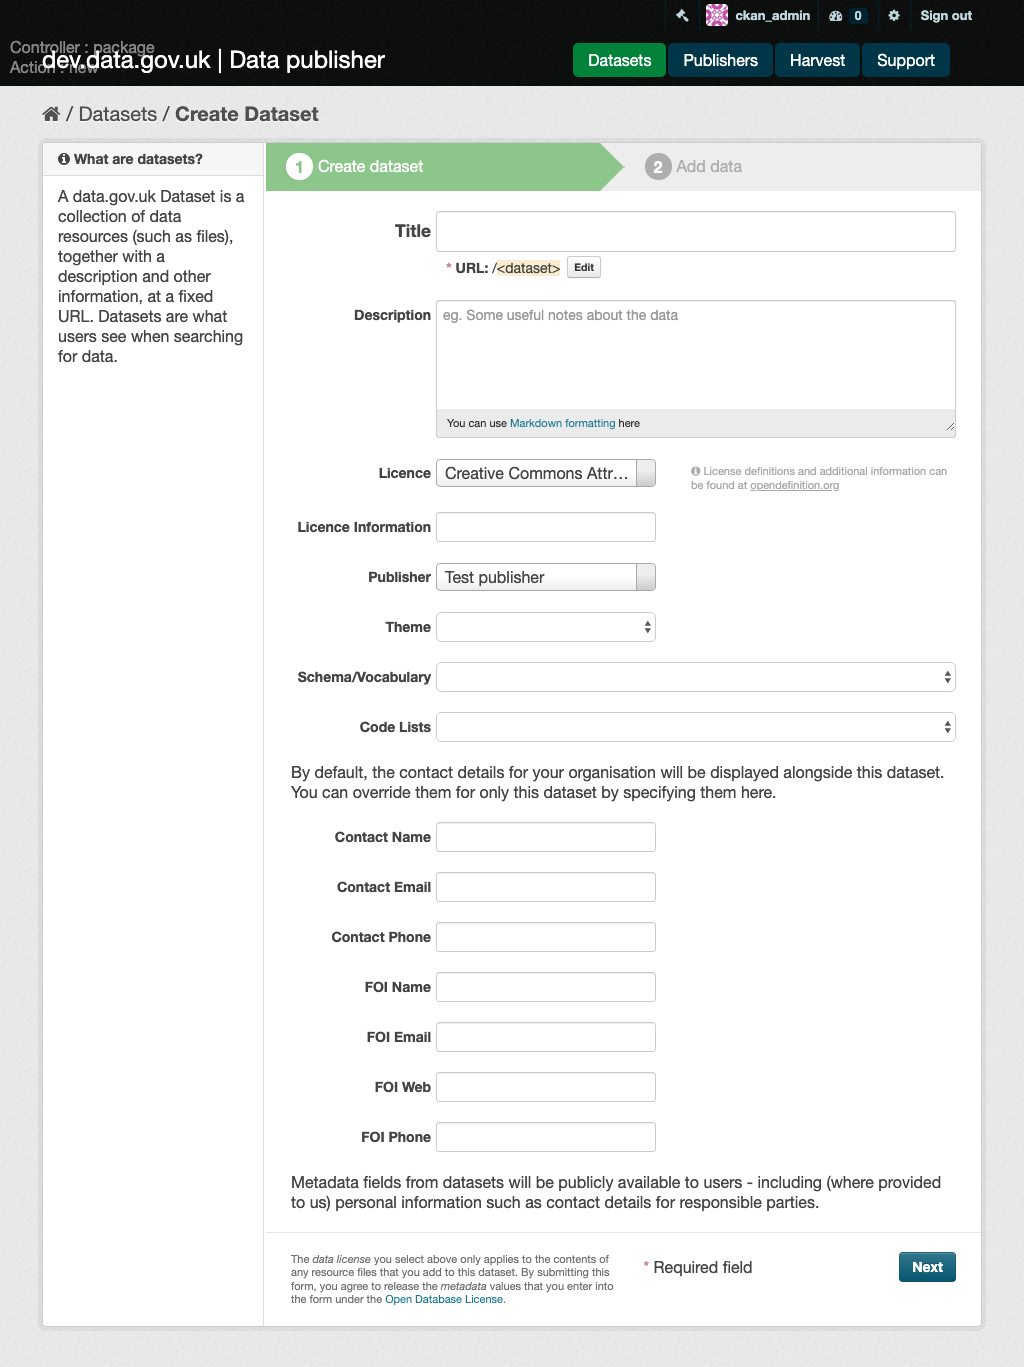 ckan_admin 0 Sign out
Controller : package
Action : new
dev.data.gov.uk | Data publisher
Datasets Publishers Harvest Support
/ Datasets / Create Dataset
What are datasets?
A data.gov.uk Dataset is a
collection of data
resources (such as files),
together with a
description and other
information, at a fixed
URL. Datasets are what
users see when searching
for data.
1 Create dataset
2 Add data
Title
* URL: /<dataset> Edit
Description
eg. Some useful notes about the data
You can use Markdown formatting here
Licence
Creative Commons Attr...
License definitions and additional information can
be found at opendefinition.org
Licence Information
Publisher
Test publisher
Theme
Schema/Vocabulary
Code Lists
By default, the contact details for your organisation will be displayed alongside this dataset.
You can override them for only this dataset by specifying them here.
Contact Name
Contact Email
Contact Phone
FOI Name
FOI Email
FOI Web
FOI Phone
Metadata fields from datasets will be publicly available to users - including (where provided
to us) personal information such as contact details for responsible parties.
The data license you select above only applies to the contents of
any resource files that you add to this dataset. By submitting this
form, you agree to release the metadata values that you enter into
the form under the Open Database License.
* Required field
Next